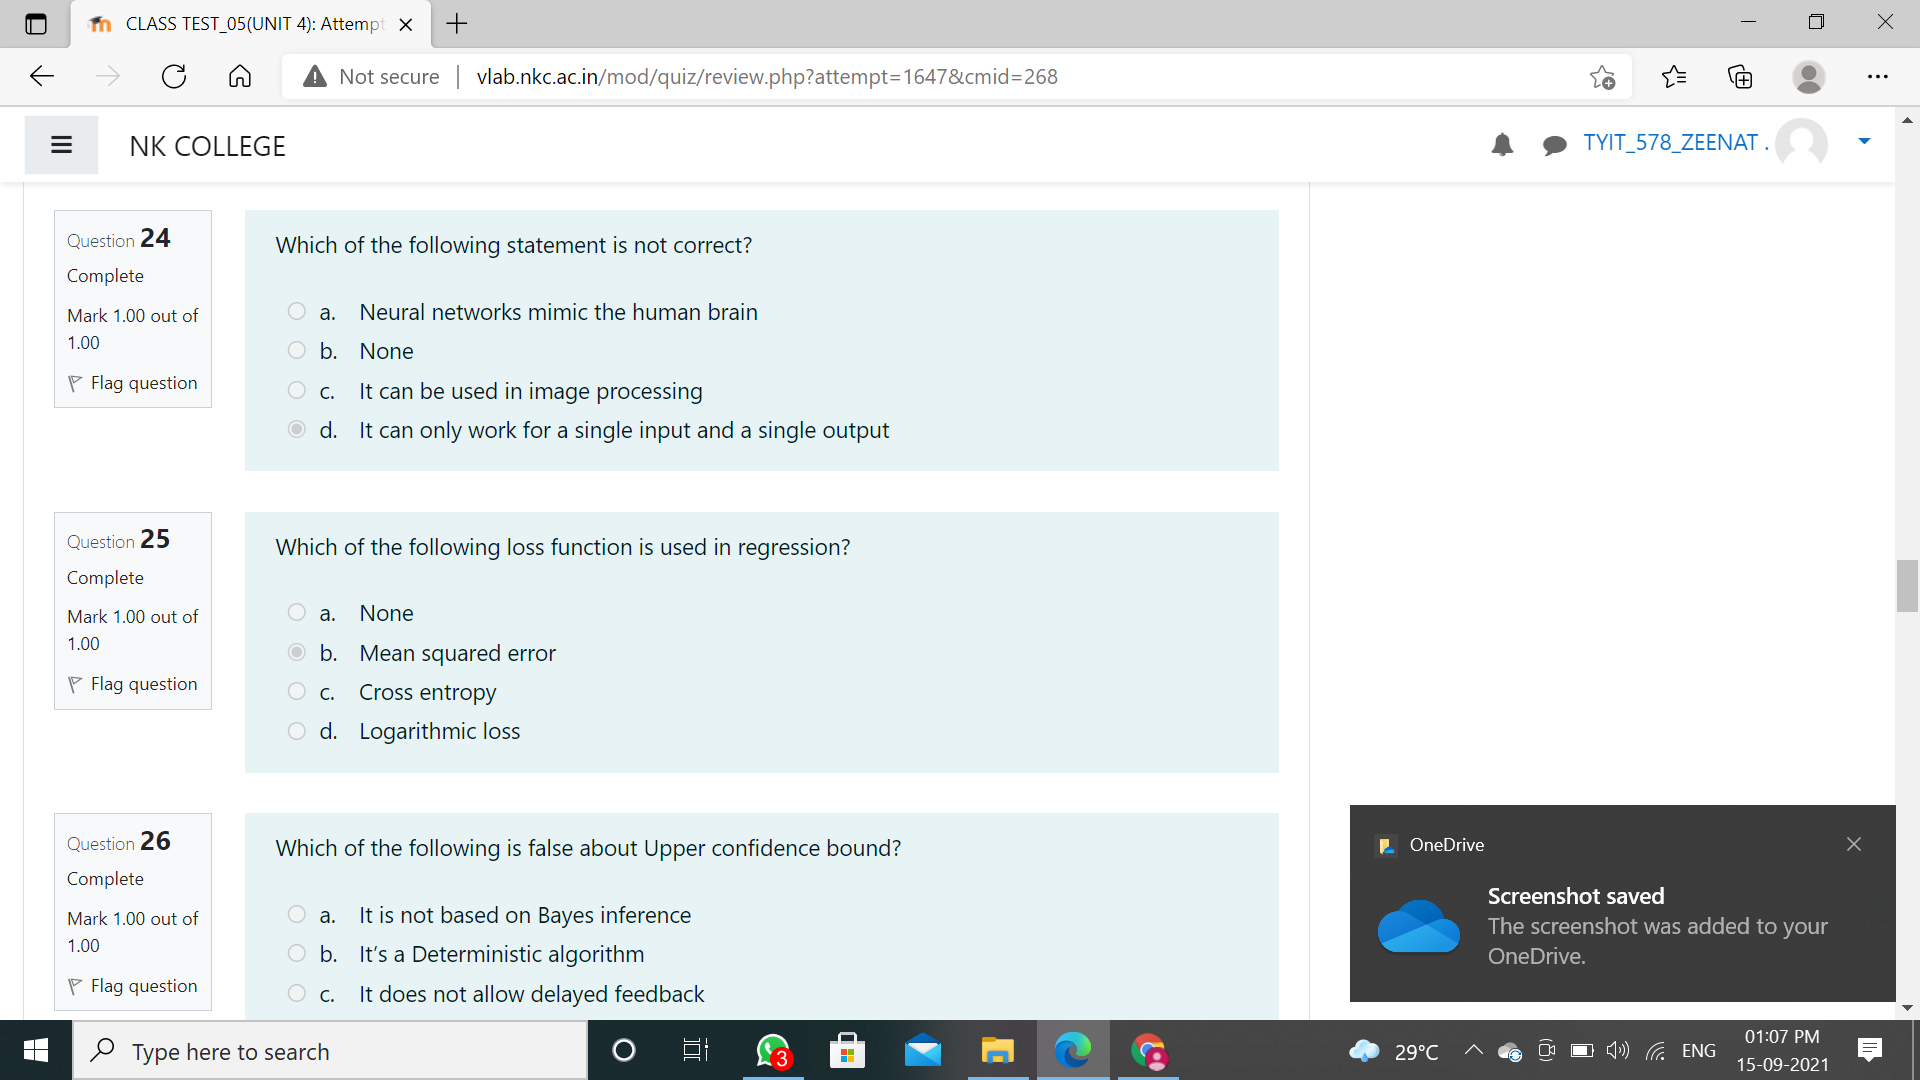 CLASS TEST_05(UNIT 4): Attempt
Not secure | vlab.nkc.ac.in/mod/quiz/review.php?attempt=1647&cmid=268
NK COLLEGE
TYIT_578_ZEENAT .
Question 24
Complete
Mark 1.00 out of
1.00
Flag question
Which of the following statement is not correct?
a. Neural networks mimic the human brain
b. None
c. It can be used in image processing
d. It can only work for a single input and a single output
Question 25
Complete
Mark 1.00 out of
1.00
Flag question
Which of the following loss function is used in regression?
a. None
b. Mean squared error
c. Cross entropy
d. Logarithmic loss
Question 26
Complete
Mark 1.00 out of
1.00
Flag question
Which of the following is false about Upper confidence bound?
a. It is not based on Bayes inference
b. It’s a Deterministic algorithm
c. It does not allow delayed feedback
OneDrive
Screenshot saved
The screenshot was added to your
OneDrive.
Type here to search
3
29°C
ENG
01:07 PM
15-09-2021